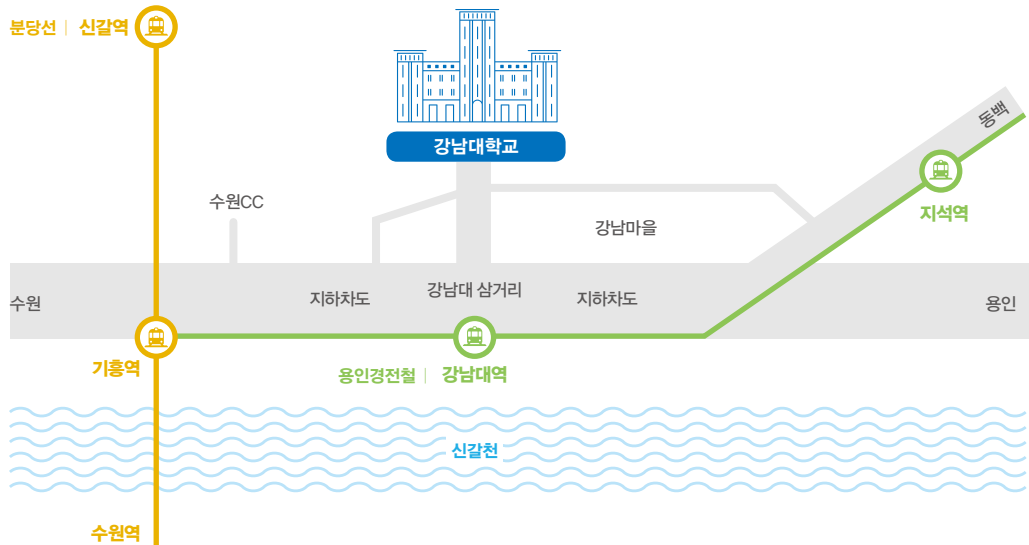 분당선 | 신갈역
강남대학교
동백
지석역
수원CC
강남마을
수원
지하차도
강남대 삼거리
지하차도
용인
기흥역
용인경전철 | 강남대역
신갈천
수원역